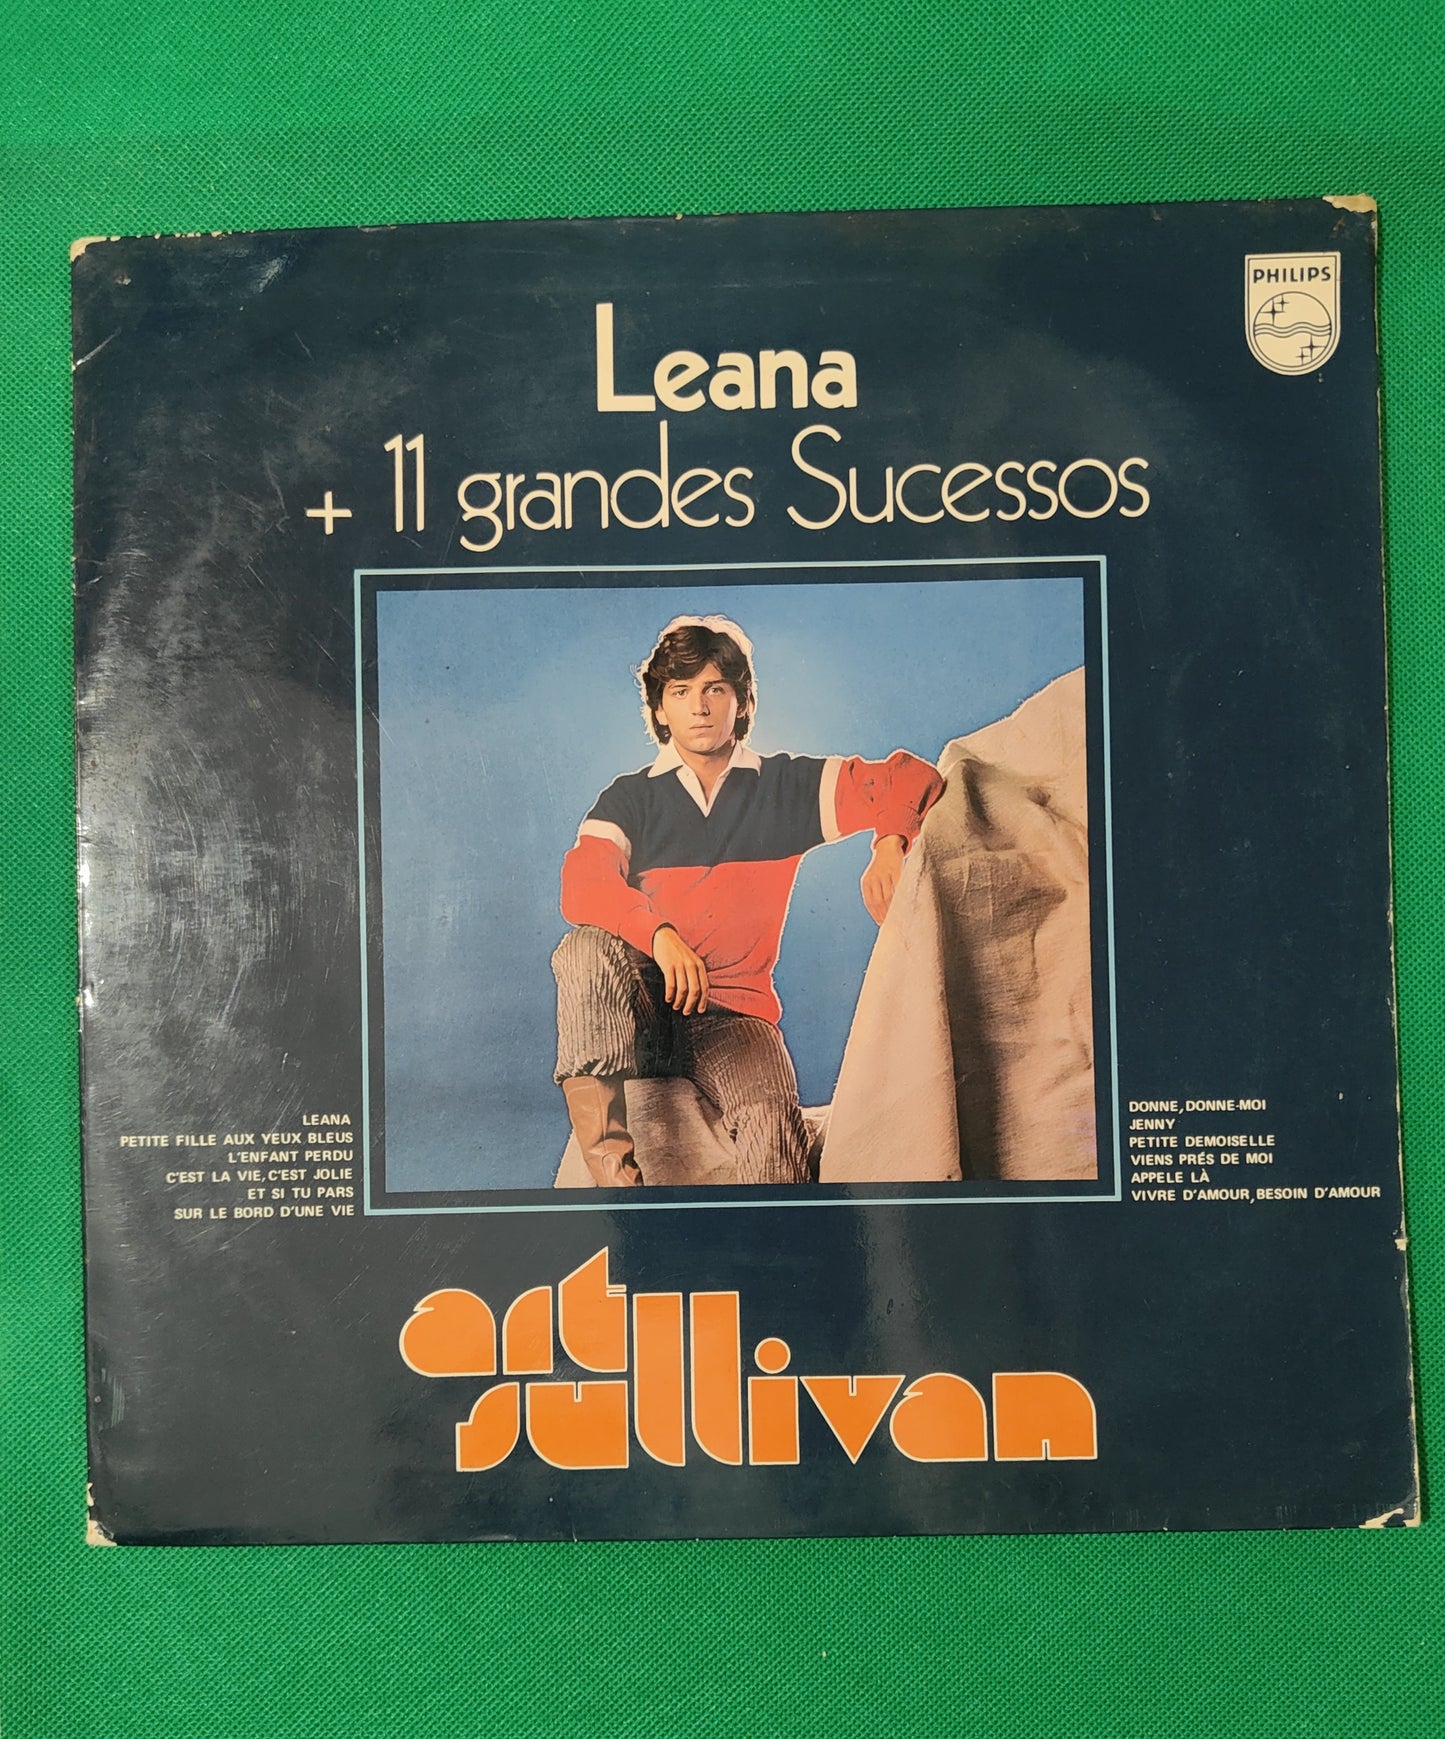 PHILIPS
Leana
+ 11 grandes Sucessos
LEANA
PETITE FILLE AUX YEUX BLEUS
L'ENFANT PERDU
C'EST LA VIE, C'EST JOLIE
ET SI TU PARS
SUR LE BORD D'UNE VIE
DONNE, DONNE-MOI
JENNY
PETITE DEMOISELLE
VIENS PRÉS DE MOI
APPELE LÀ
VIVRE D'AMOUR, BESOIN D'AMOUR
art
sullivan